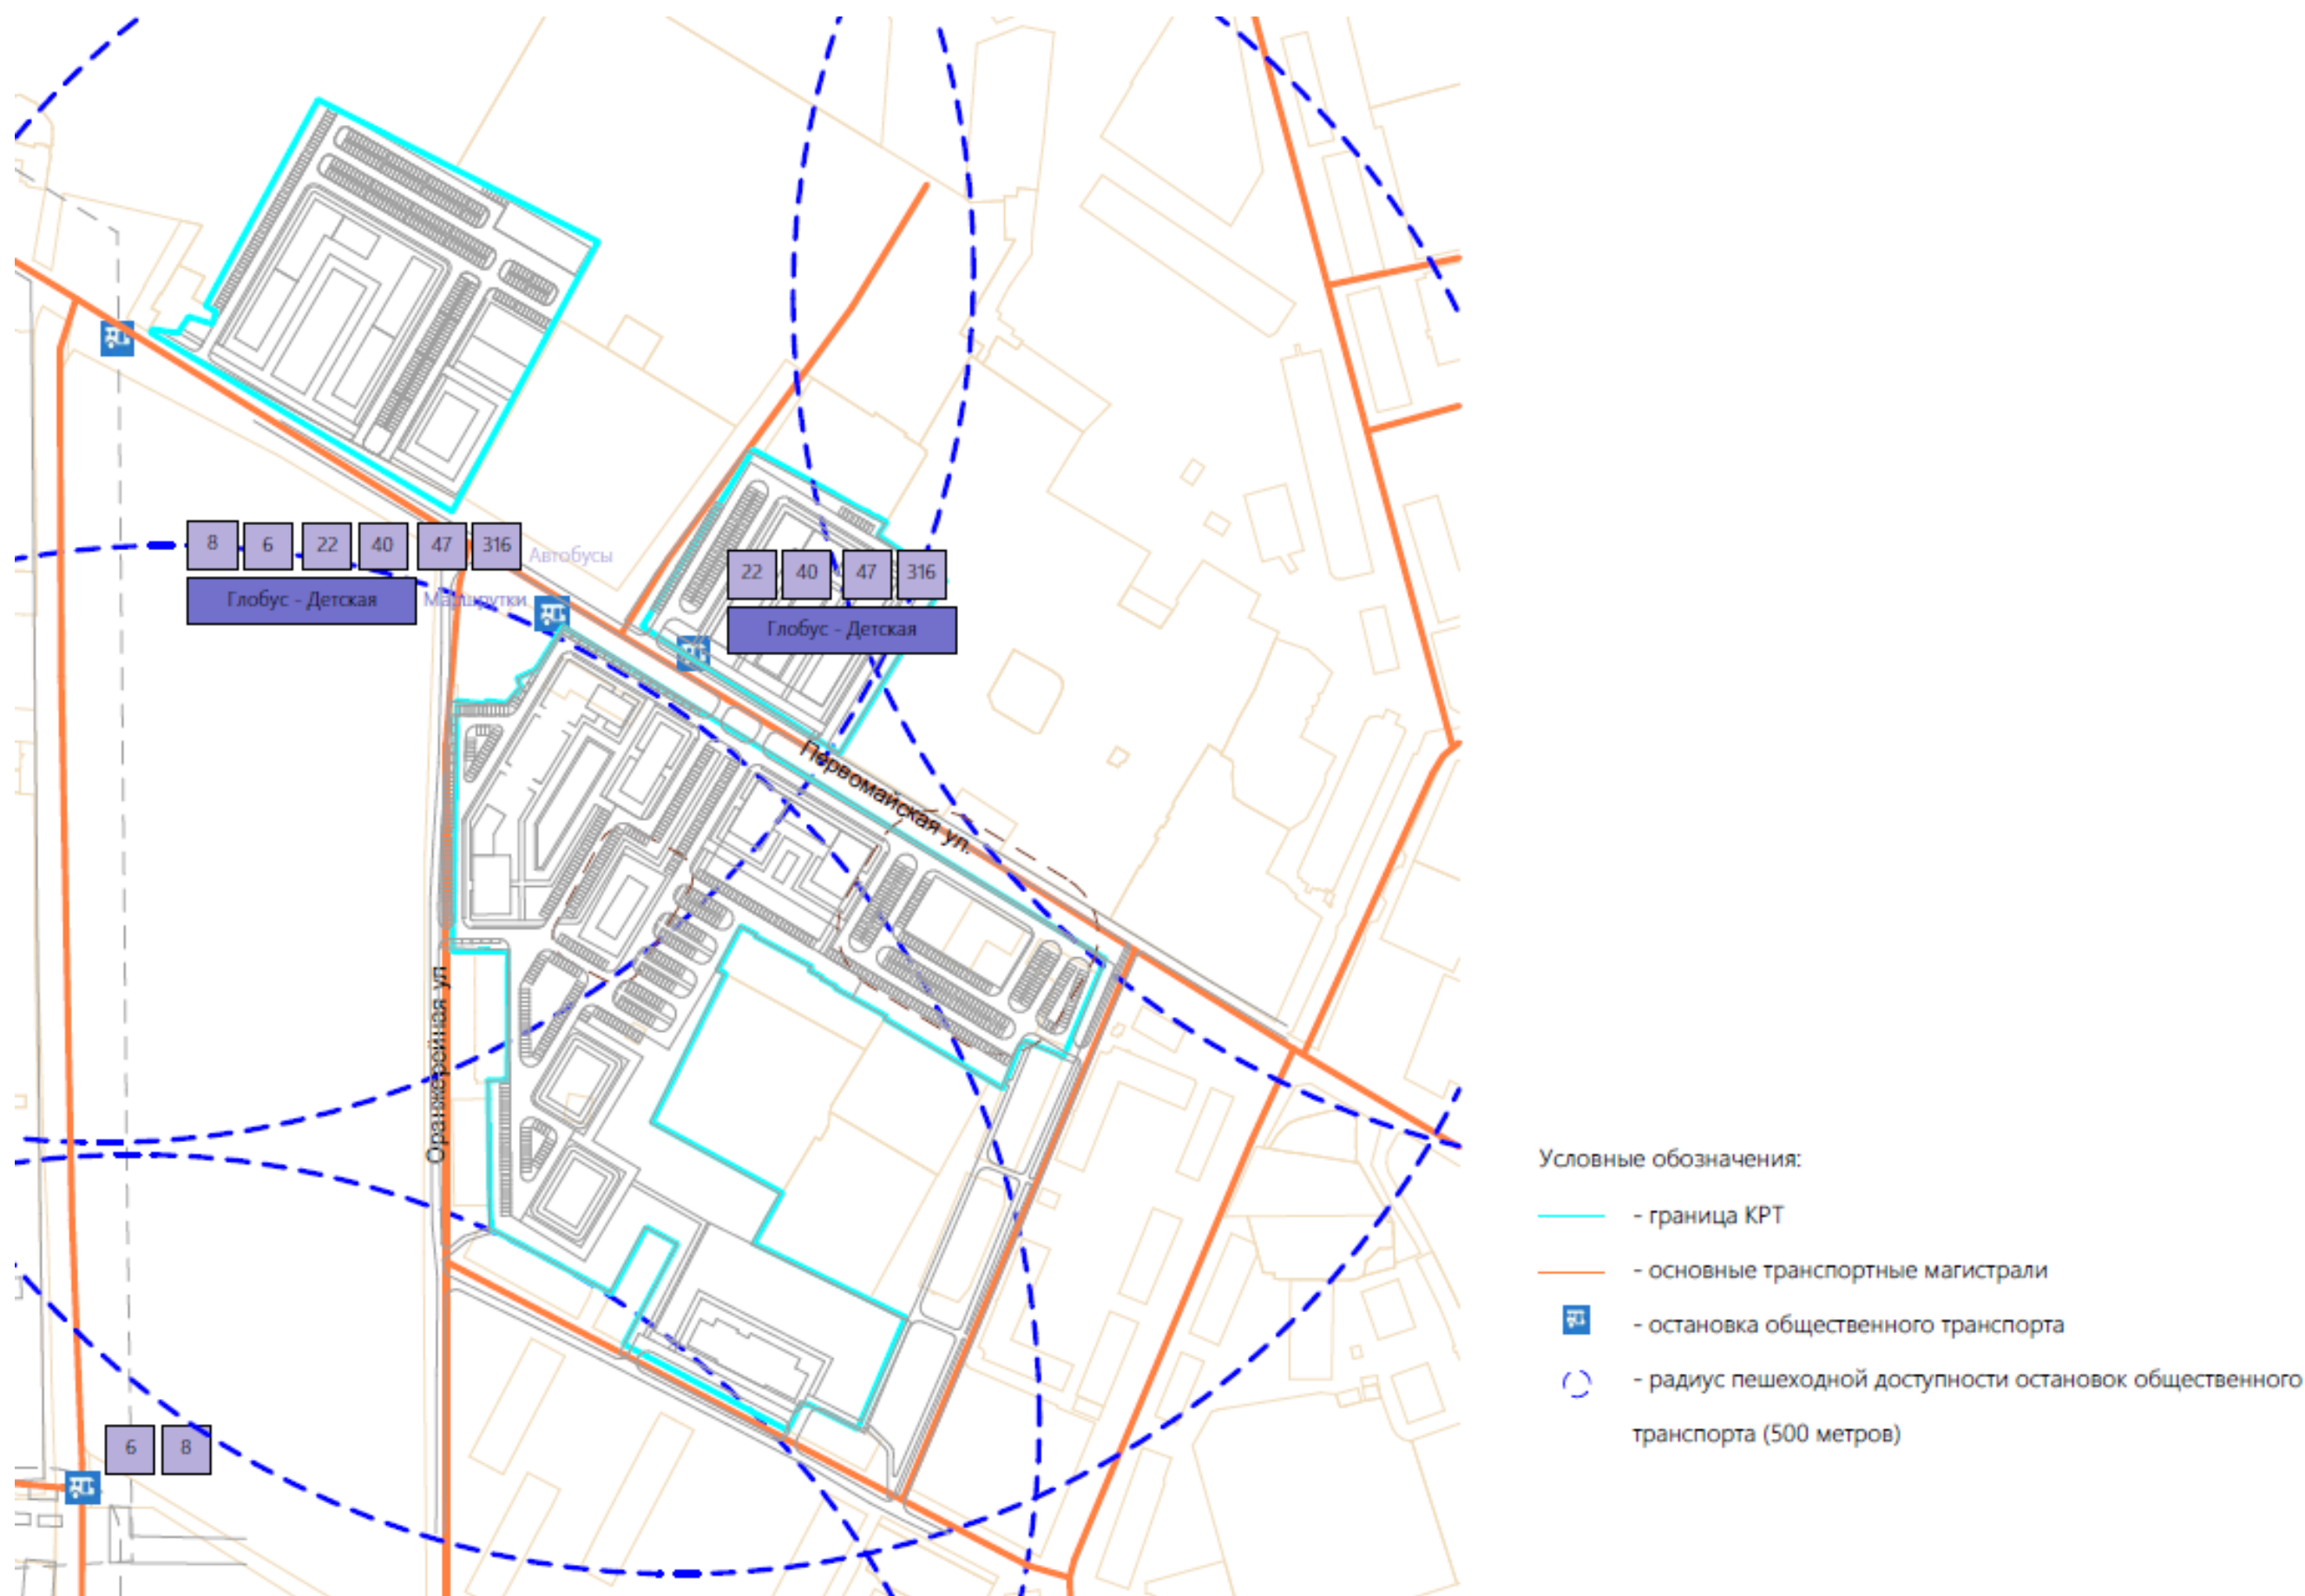 8 6 22 40 47 316 Автобусы
Глобус - Детская Маршрутки
22 40 47 316
Глобус - Детская
Первомайская ул.
Оранжерейная ул
6 8
Условные обозначения:
- граница КРТ
- основные транспортные магистрали
- остановка общественного транспорта
- радиус пешеходной доступности остановок общественного
транспорта (500 метров)